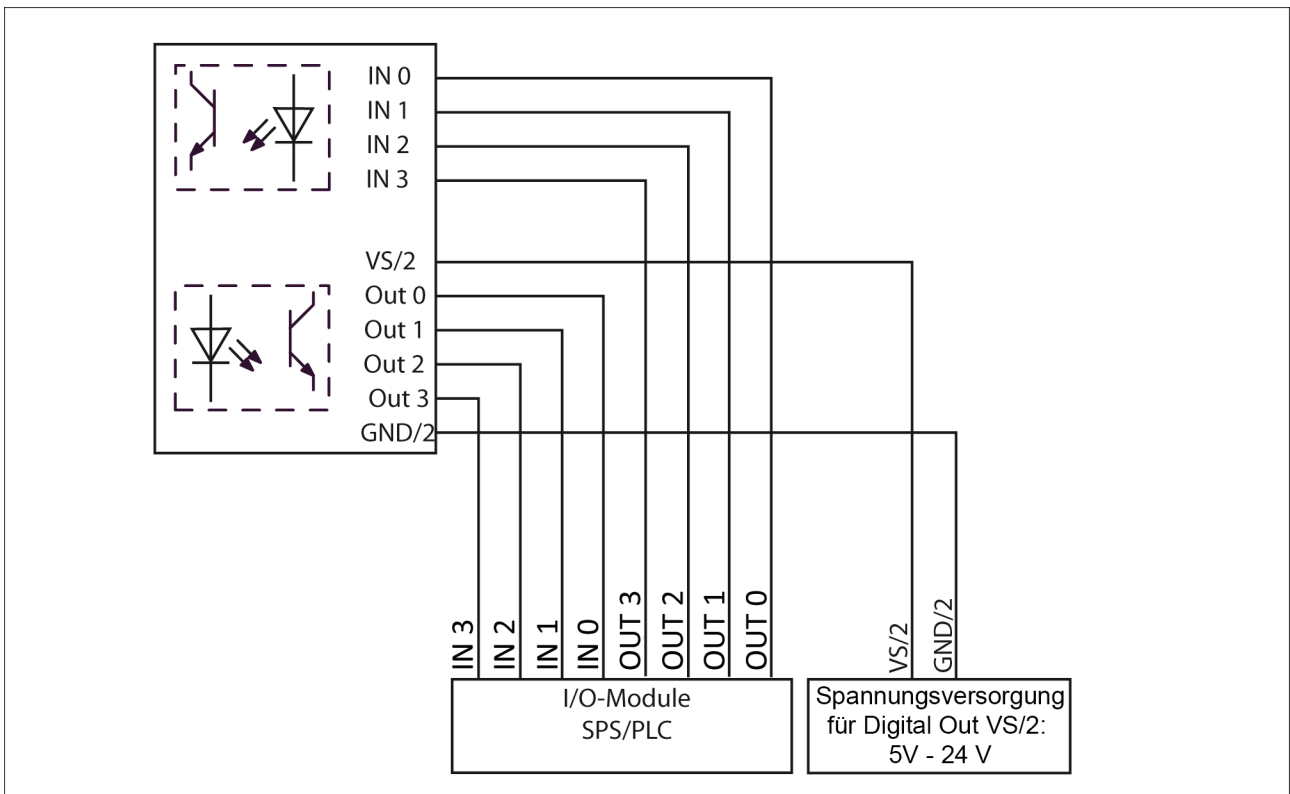 IN 0
IN 1
IN 2
IN 3
VS/2
Out 0
Out 1
Out 2
Out 3
GND/2
IN 3
IN 2
IN 1
IN 0
OUT 3
OUT 2
OUT 1
OUT 0
VS/2
GND/2
I/O-Module
SPS/PLC
Spannungsversorgung
für Digital Out VS/2:
5V - 24 V